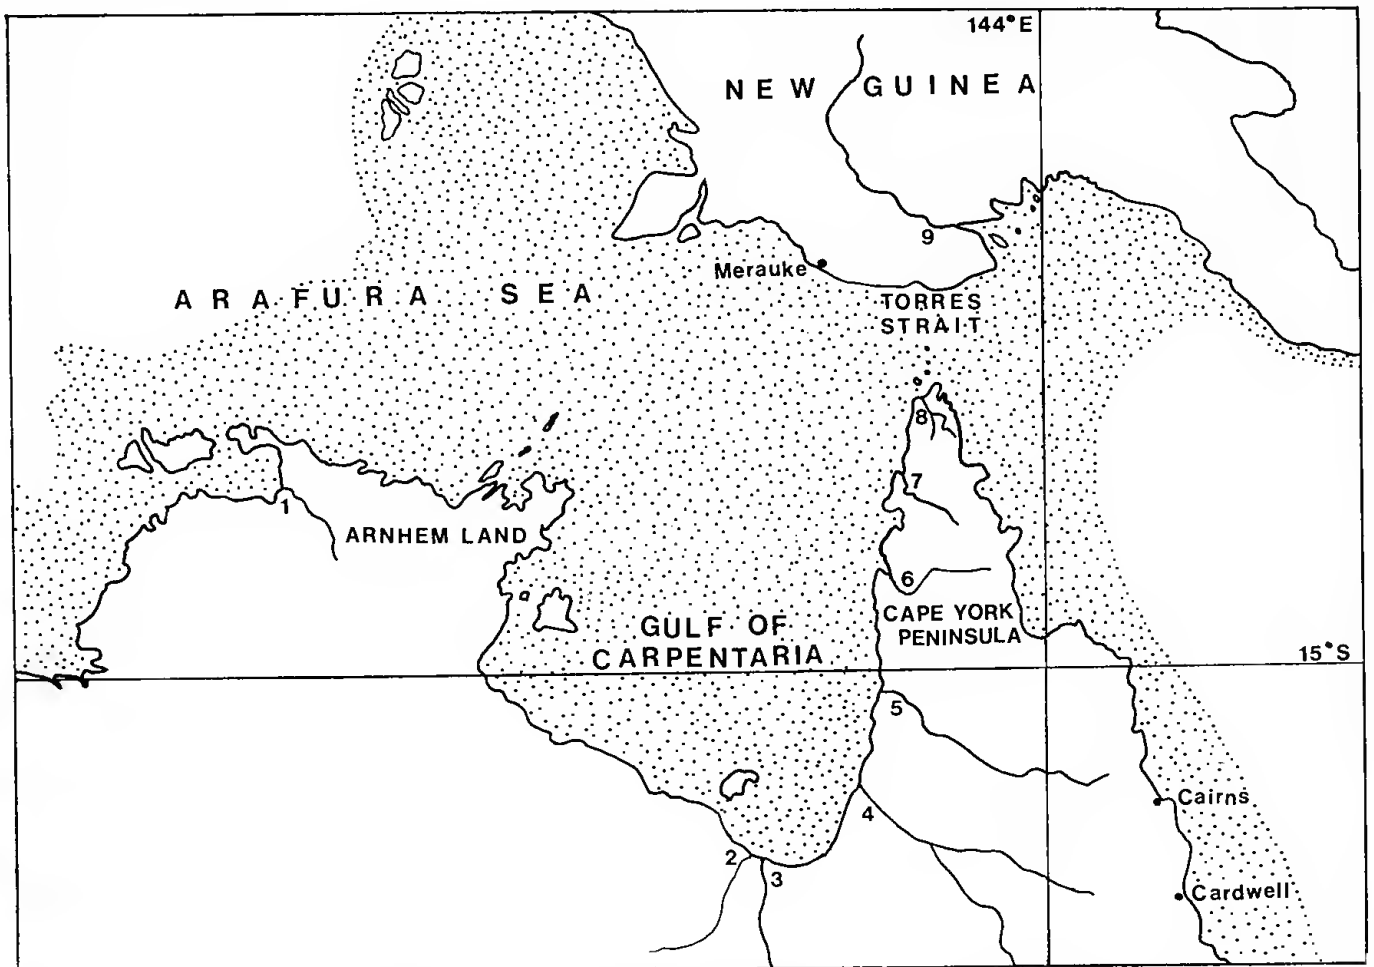 144°E
NEW GUINEA
9
Merauke
ARAFURA SEA
TORRES
STRAIT
8
7
1
ARNHEM LAND
6
CAPE YORK
PENINSULA
GULF OF
CARPENTARIA
15°S
5
Cairns
4
2
3
Cardwell